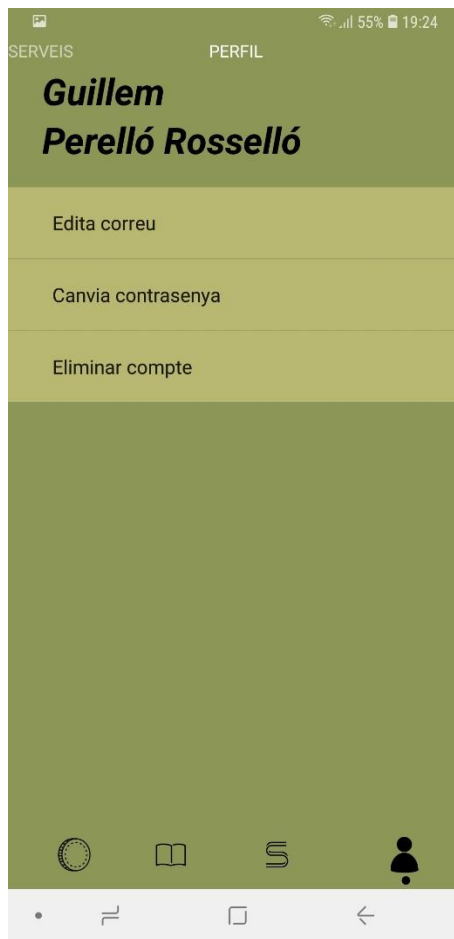 55% 19:24
SERVEIS PERFIL
Guillem
Perelló Rosselló
Edita correu
Canvia contrasenya
Eliminar compte